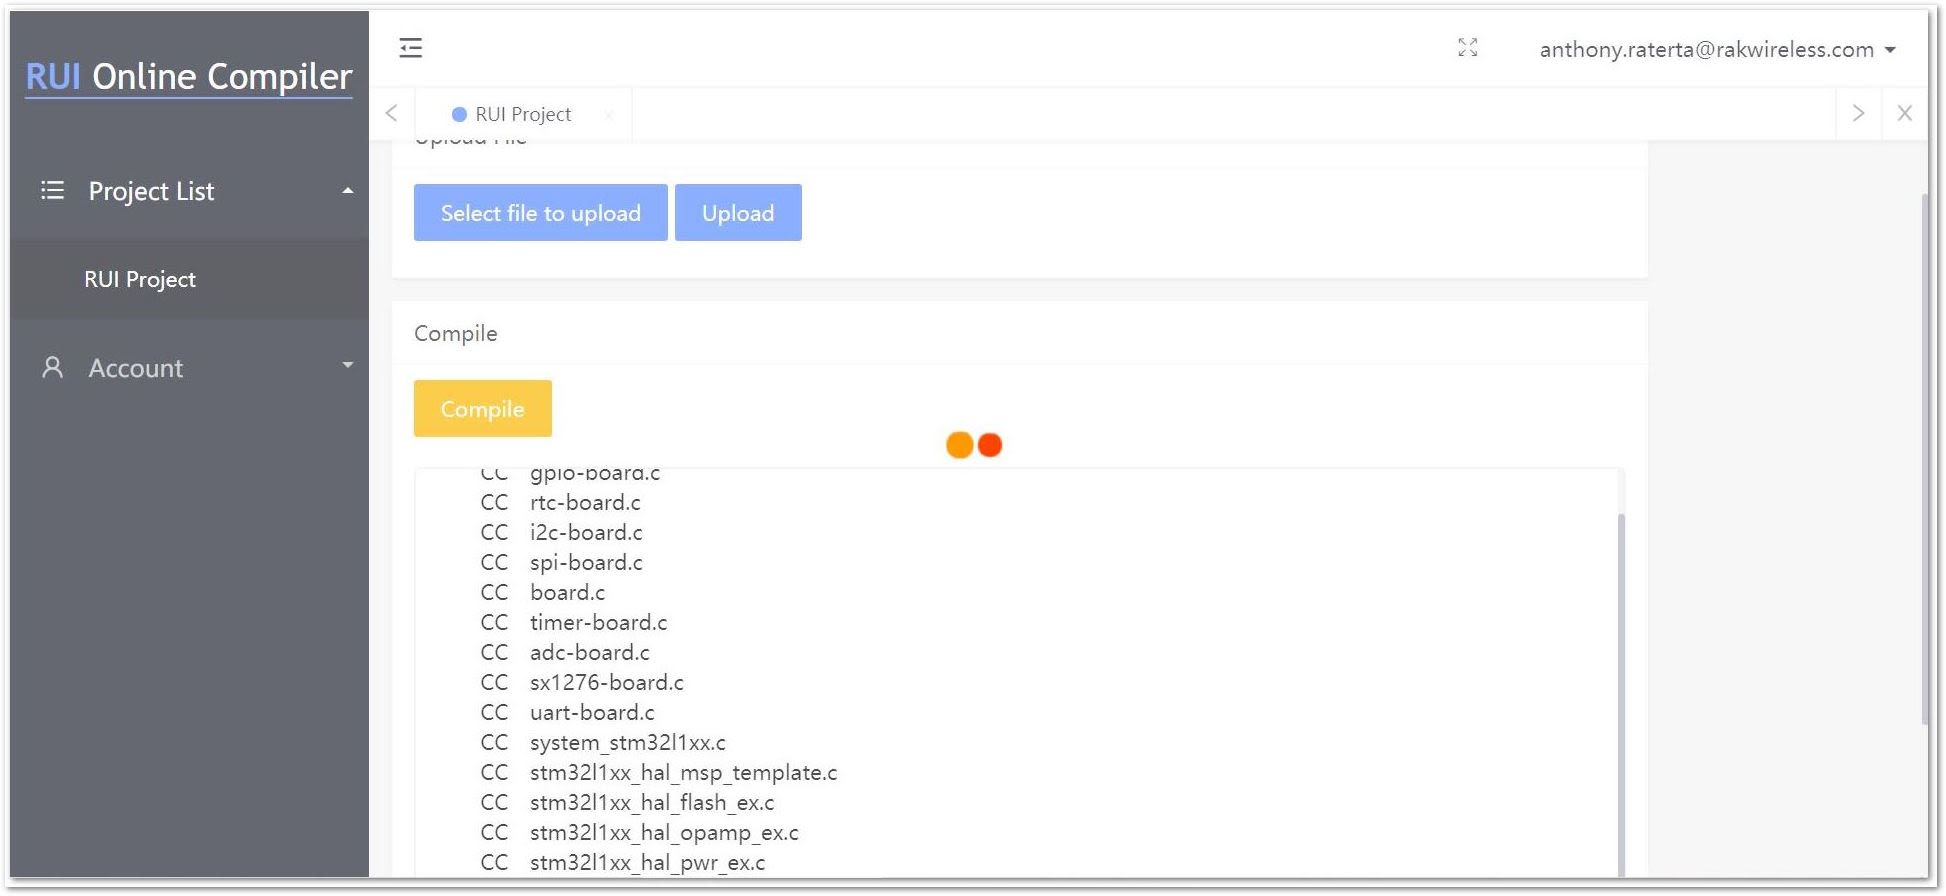 RUI Online Compiler
anthony.raterta@rakwireless.com
RUI Project
Project List
RUI Project
Account
Upload File
Select file to upload
Upload
Compile
Compile
CC gpio-board.c
CC rtc-board.c
CC i2c-board.c
CC spi-board.c
CC board.c
CC timer-board.c
CC adc-board.c
CC sx1276-board.c
CC uart-board.c
CC system_stm32l1xx.c
CC stm32l1xx_hal_msp_template.c
CC stm32l1xx_hal_flash_ex.c
CC stm32l1xx_hal_opamp_ex.c
CC stm32l1xx_hal_pwr_ex.c